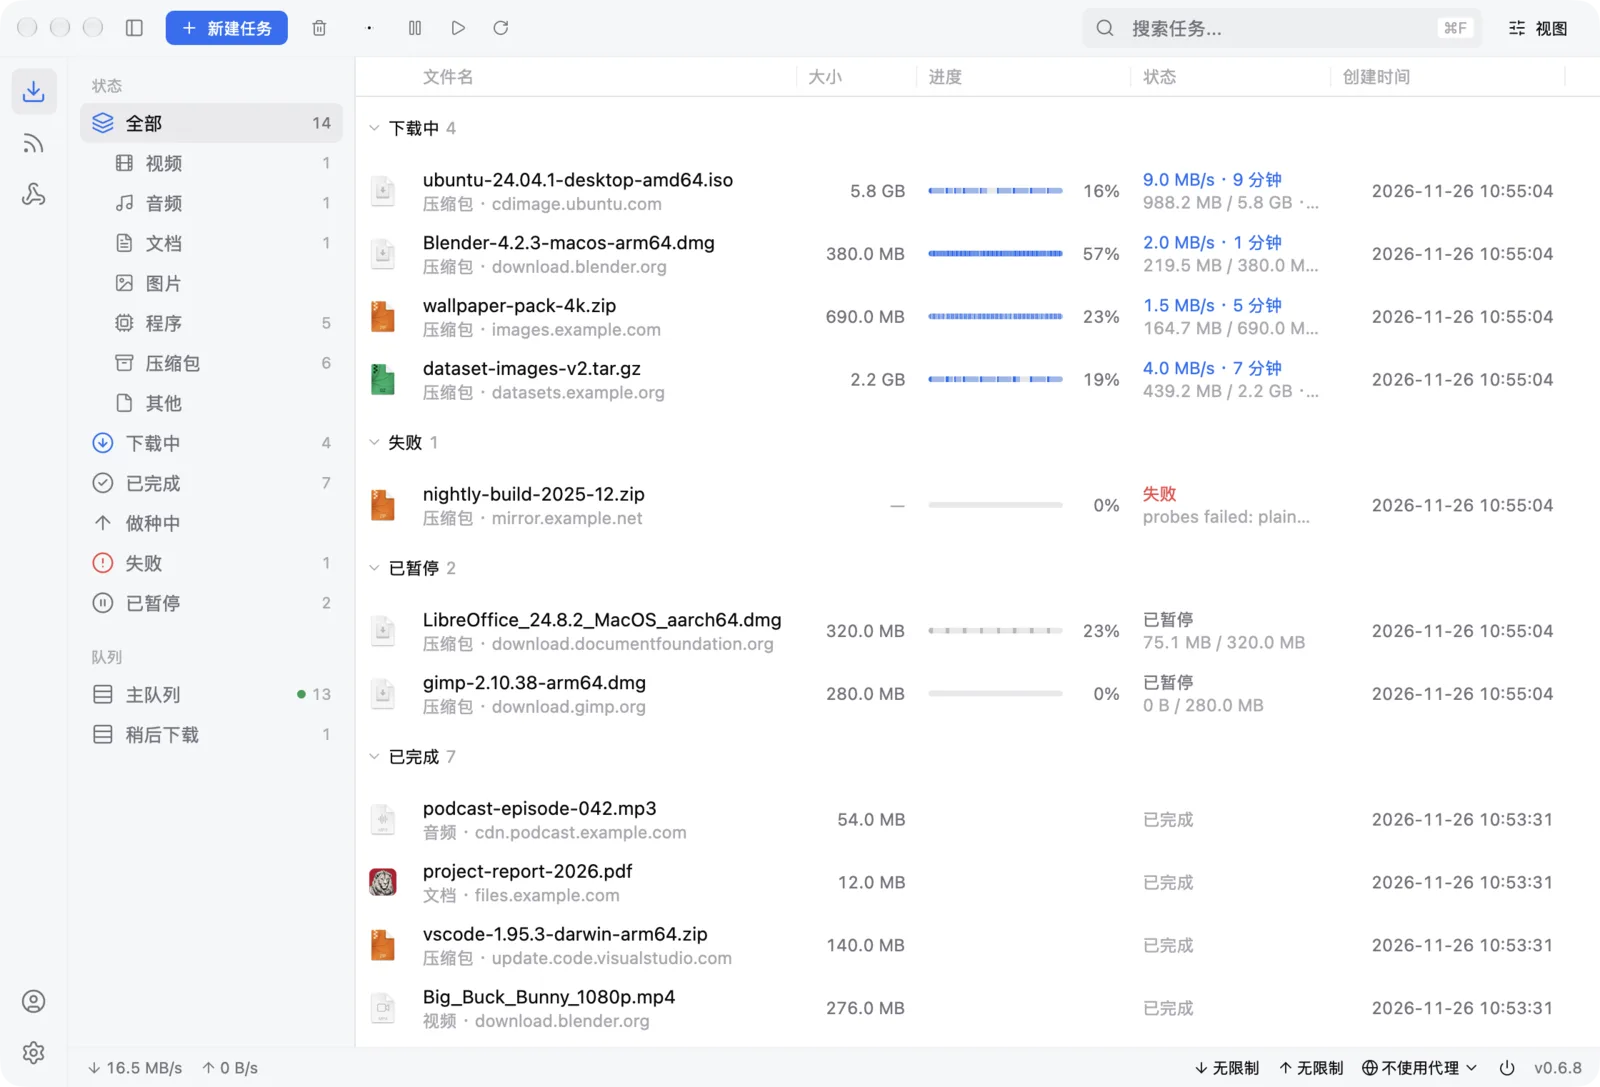 新建任务
搜索任务...
⌘F
视图
状态
全部 14
视频 1
音频 1
文档 1
图片
程序 5
压缩包 6
其他
下载中 4
已完成 7
做种中
失败 1
已暂停 2
队列
主队列 13
稍后下载 1
文件名 大小 进度 状态 创建时间
下载中 4
ubuntu-24.04.1-desktop-amd64.iso
压缩包 · cdimage.ubuntu.com
5.8 GB 16%
9.0 MB/s · 9 分钟
988.2 MB / 5.8 GB ·...
2026-11-26 10:55:04
Blender-4.2.3-macos-arm64.dmg
压缩包 · download.blender.org
380.0 MB 57%
2.0 MB/s · 1 分钟
219.5 MB / 380.0 M...
2026-11-26 10:55:04
wallpaper-pack-4k.zip
压缩包 · images.example.com
690.0 MB 23%
1.5 MB/s · 5 分钟
164.7 MB / 690.0 M...
2026-11-26 10:55:04
dataset-images-v2.tar.gz
压缩包 · datasets.example.org
2.2 GB 19%
4.0 MB/s · 7 分钟
439.2 MB / 2.2 GB ·...
2026-11-26 10:55:04
失败 1
nightly-build-2025-12.zip
压缩包 · mirror.example.net
— 0%
失败
probes failed: plain...
2026-11-26 10:55:04
已暂停 2
LibreOffice_24.8.2_MacOS_aarch64.dmg
压缩包 · download.documentfoundation.org
320.0 MB 23%
已暂停
75.1 MB / 320.0 MB
2026-11-26 10:55:04
gimp-2.10.38-arm64.dmg
压缩包 · download.gimp.org
280.0 MB 0%
已暂停
0 B / 280.0 MB
2026-11-26 10:55:04
已完成 7
podcast-episode-042.mp3
音频 · cdn.podcast.example.com
54.0 MB 已完成 2026-11-26 10:53:31
project-report-2026.pdf
文档 · files.example.com
12.0 MB 已完成 2026-11-26 10:53:31
vscode-1.95.3-darwin-arm64.zip
压缩包 · update.code.visualstudio.com
140.0 MB 已完成 2026-11-26 10:53:31
Big_Buck_Bunny_1080p.mp4
视频 · download.blender.org
276.0 MB 已完成 2026-11-26 10:53:31
↓ 16.5 MB/s ↑ 0 B/s
↓ 无限制 ↑ 无限制 不使用代理 v0.6.8